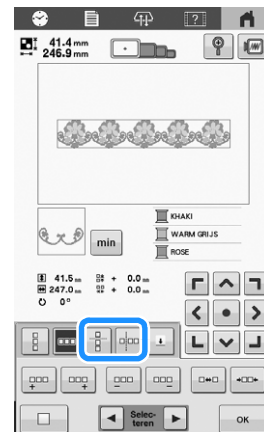 41.4 mm
246.9 mm
KHAKI
min
WARM GRIJS
ROSE
41.5 mm + 0.0 mm
247.0 mm + 0.0 mm
0°
Selec-
teren
OK